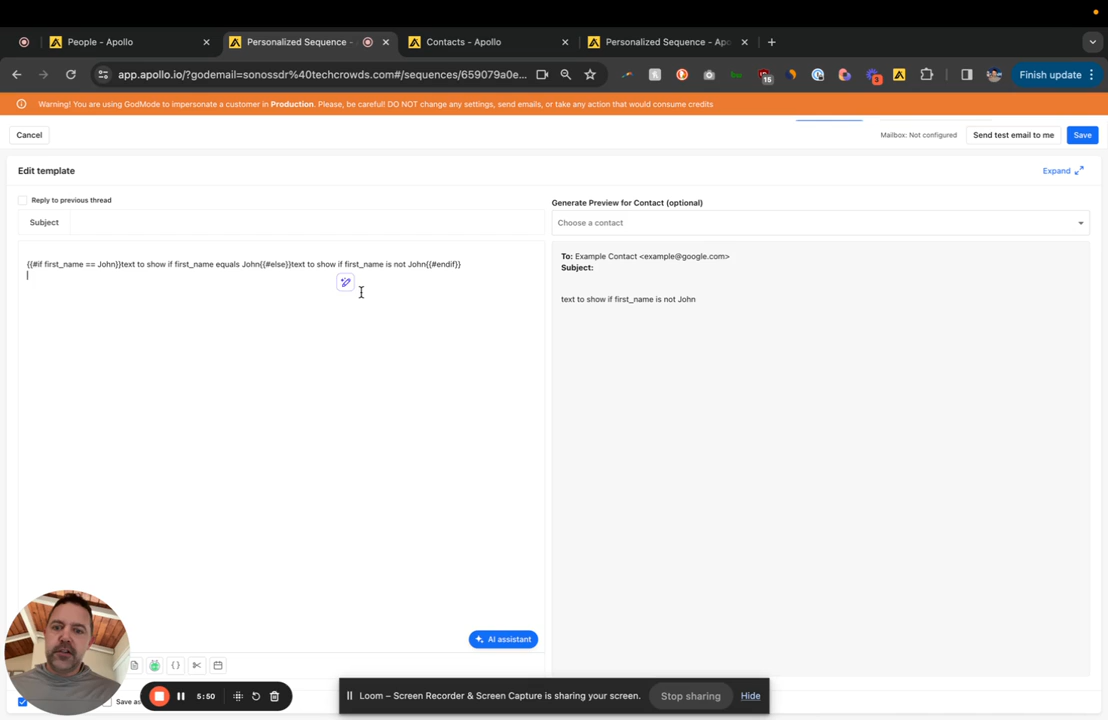 People - Apollo
Personalized Sequence -
Contacts - Apollo
Personalized Sequence - Apo
app.apollo.io/?godemail=sonossdr%40techcrowds.com#/sequences/659079a0e...
15
3
Finish update
Warning! You are using GodMode to impersonate a customer in Production. Please, be careful! DO NOT change any settings, send emails, or take any action that would consume credits
Cancel
Mailbox: Not configured
Send test email to me
Save
Edit template
Expand
Reply to previous thread
Generate Preview for Contact (optional)
Subject
Choose a contact
{{#if first_name == John}}text to show if first_name equals John{{#else}}text to show if first_name is not John{{#endif}}
To: Example Contact <example@google.com>
Subject:
text to show if first_name is not John
AI assistant
{}
5:50
Save as
Loom – Screen Recorder & Screen Capture is sharing your screen.
Stop sharing
Hide